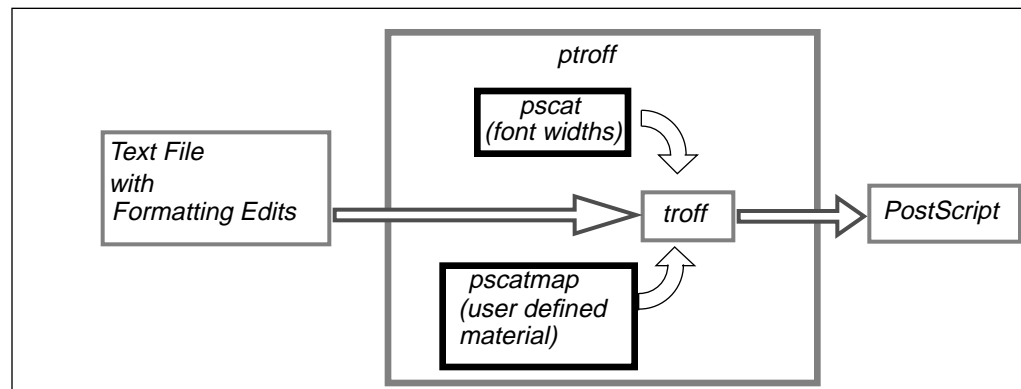 ptroff
pscat
(font widths)
Text File
with
Formatting Edits
troff
PostScript
pscatmap
(user defined
material)